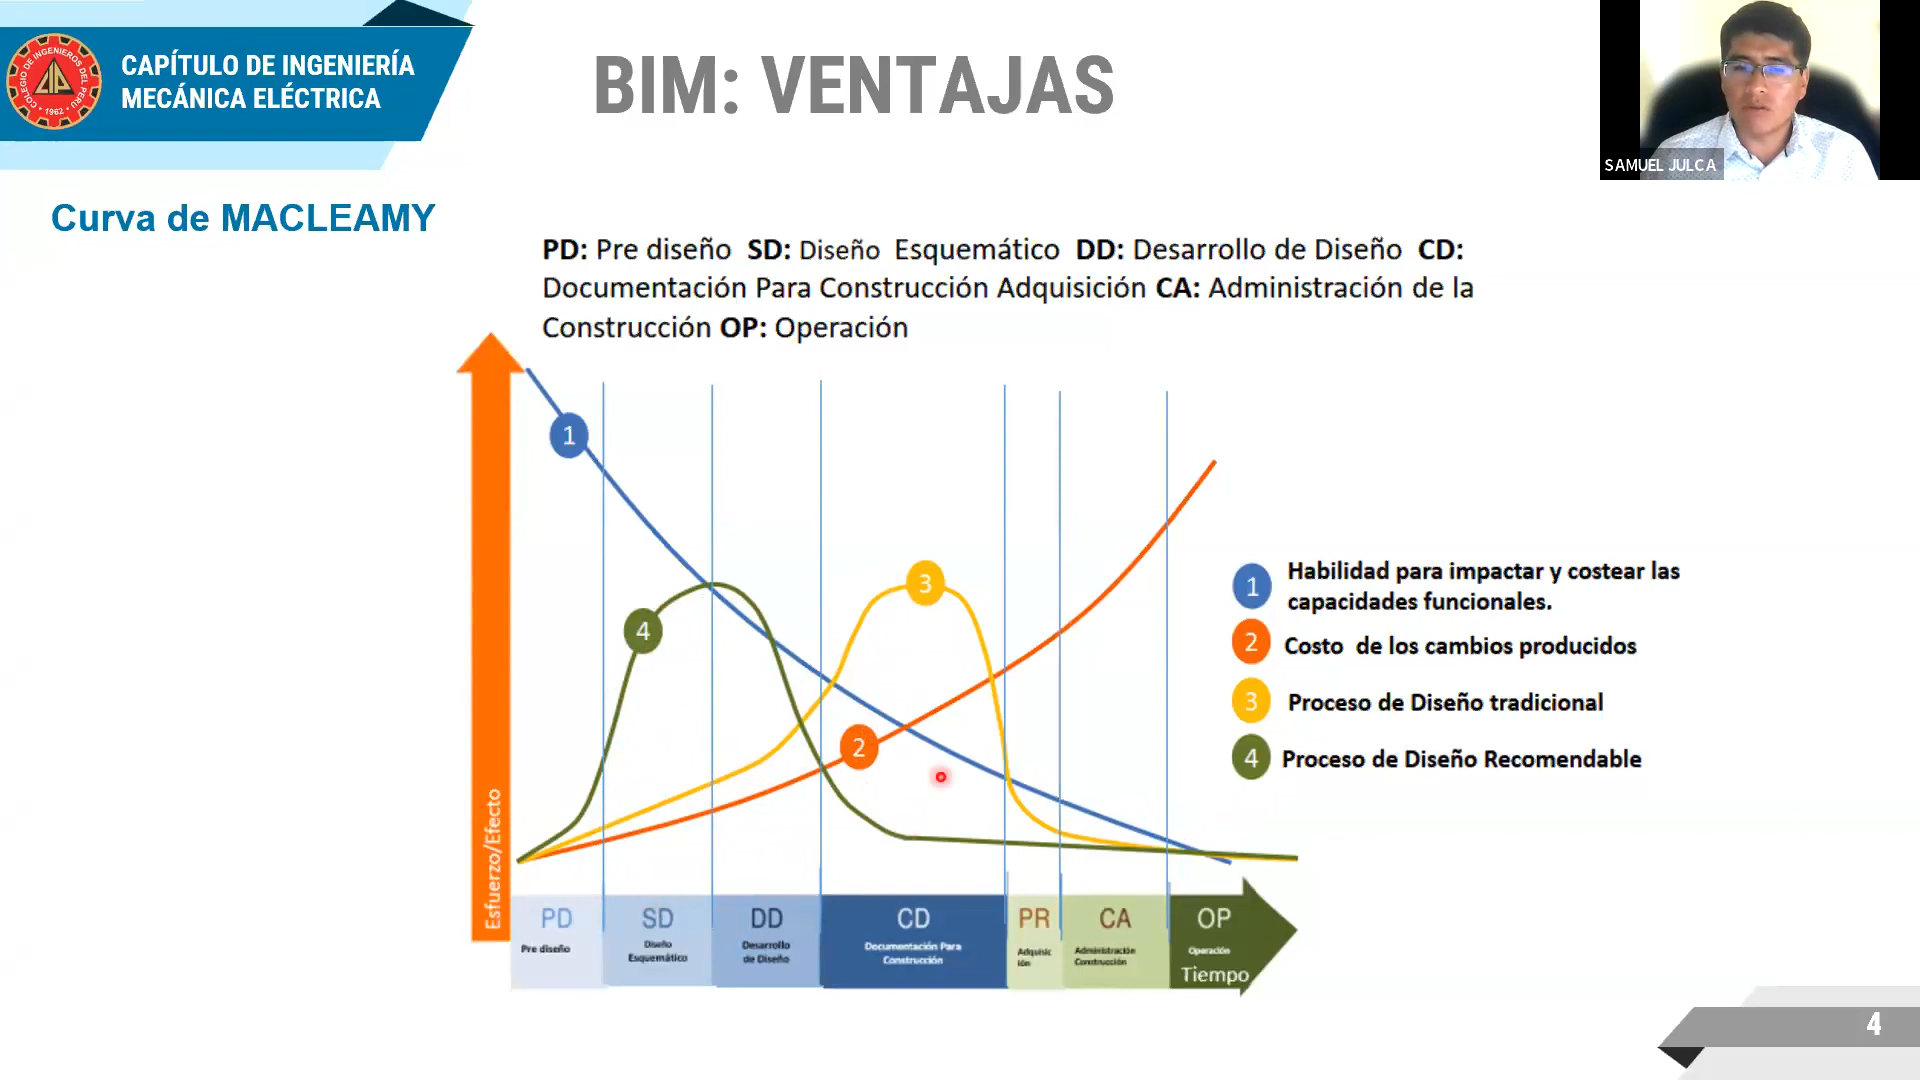 COLEGIO DE INGENIEROS DEL PERU
CIP
1962
CAPÍTULO DE INGENIERÍA
MECÁNICA ELÉCTRICA
BIM: VENTAJAS
SAMUEL JULCA
Curva de MACLEAMY
PD: Pre diseño SD: Diseño Esquemático DD: Desarrollo de Diseño CD:
Documentación Para Construcción Adquisición CA: Administración de la
Construcción OP: Operación
1
4
3
2
1 Habilidad para impactar y costear las
capacidades funcionales.
2 Costo de los cambios producidos
3 Proceso de Diseño tradicional
4 Proceso de Diseño Recomendable
Esfuerzo/Efecto
PD
Pre diseño
SD
Diseño
Esquemático
DD
Desarrollo
de Diseño
CD
Documentación Para
Construcción
PR
Adquisic
ión
CA
Administración
Construcción
OP
Operación
Tiempo
4